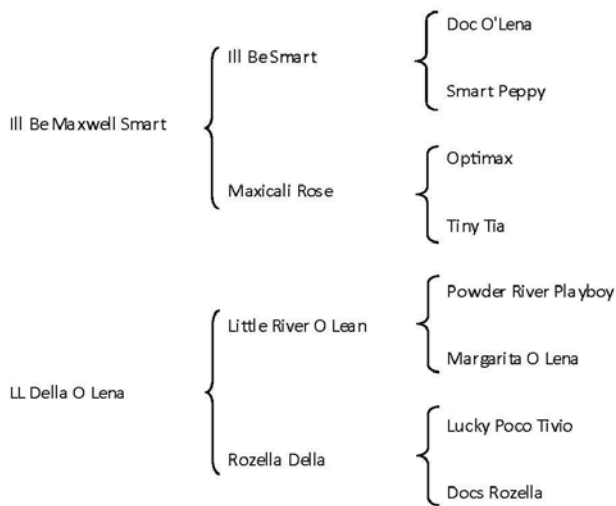 Doc O'Lena
Ill Be Smart
Smart Peppy
Ill Be Maxwell Smart
Optimax
Maxicali Rose
Tiny Tia
Powder River Playboy
Little River O Lean
Margarita O Lena
LL Della O Lena
Lucky Poco Tivio
Rozella Della
Docs Rozella